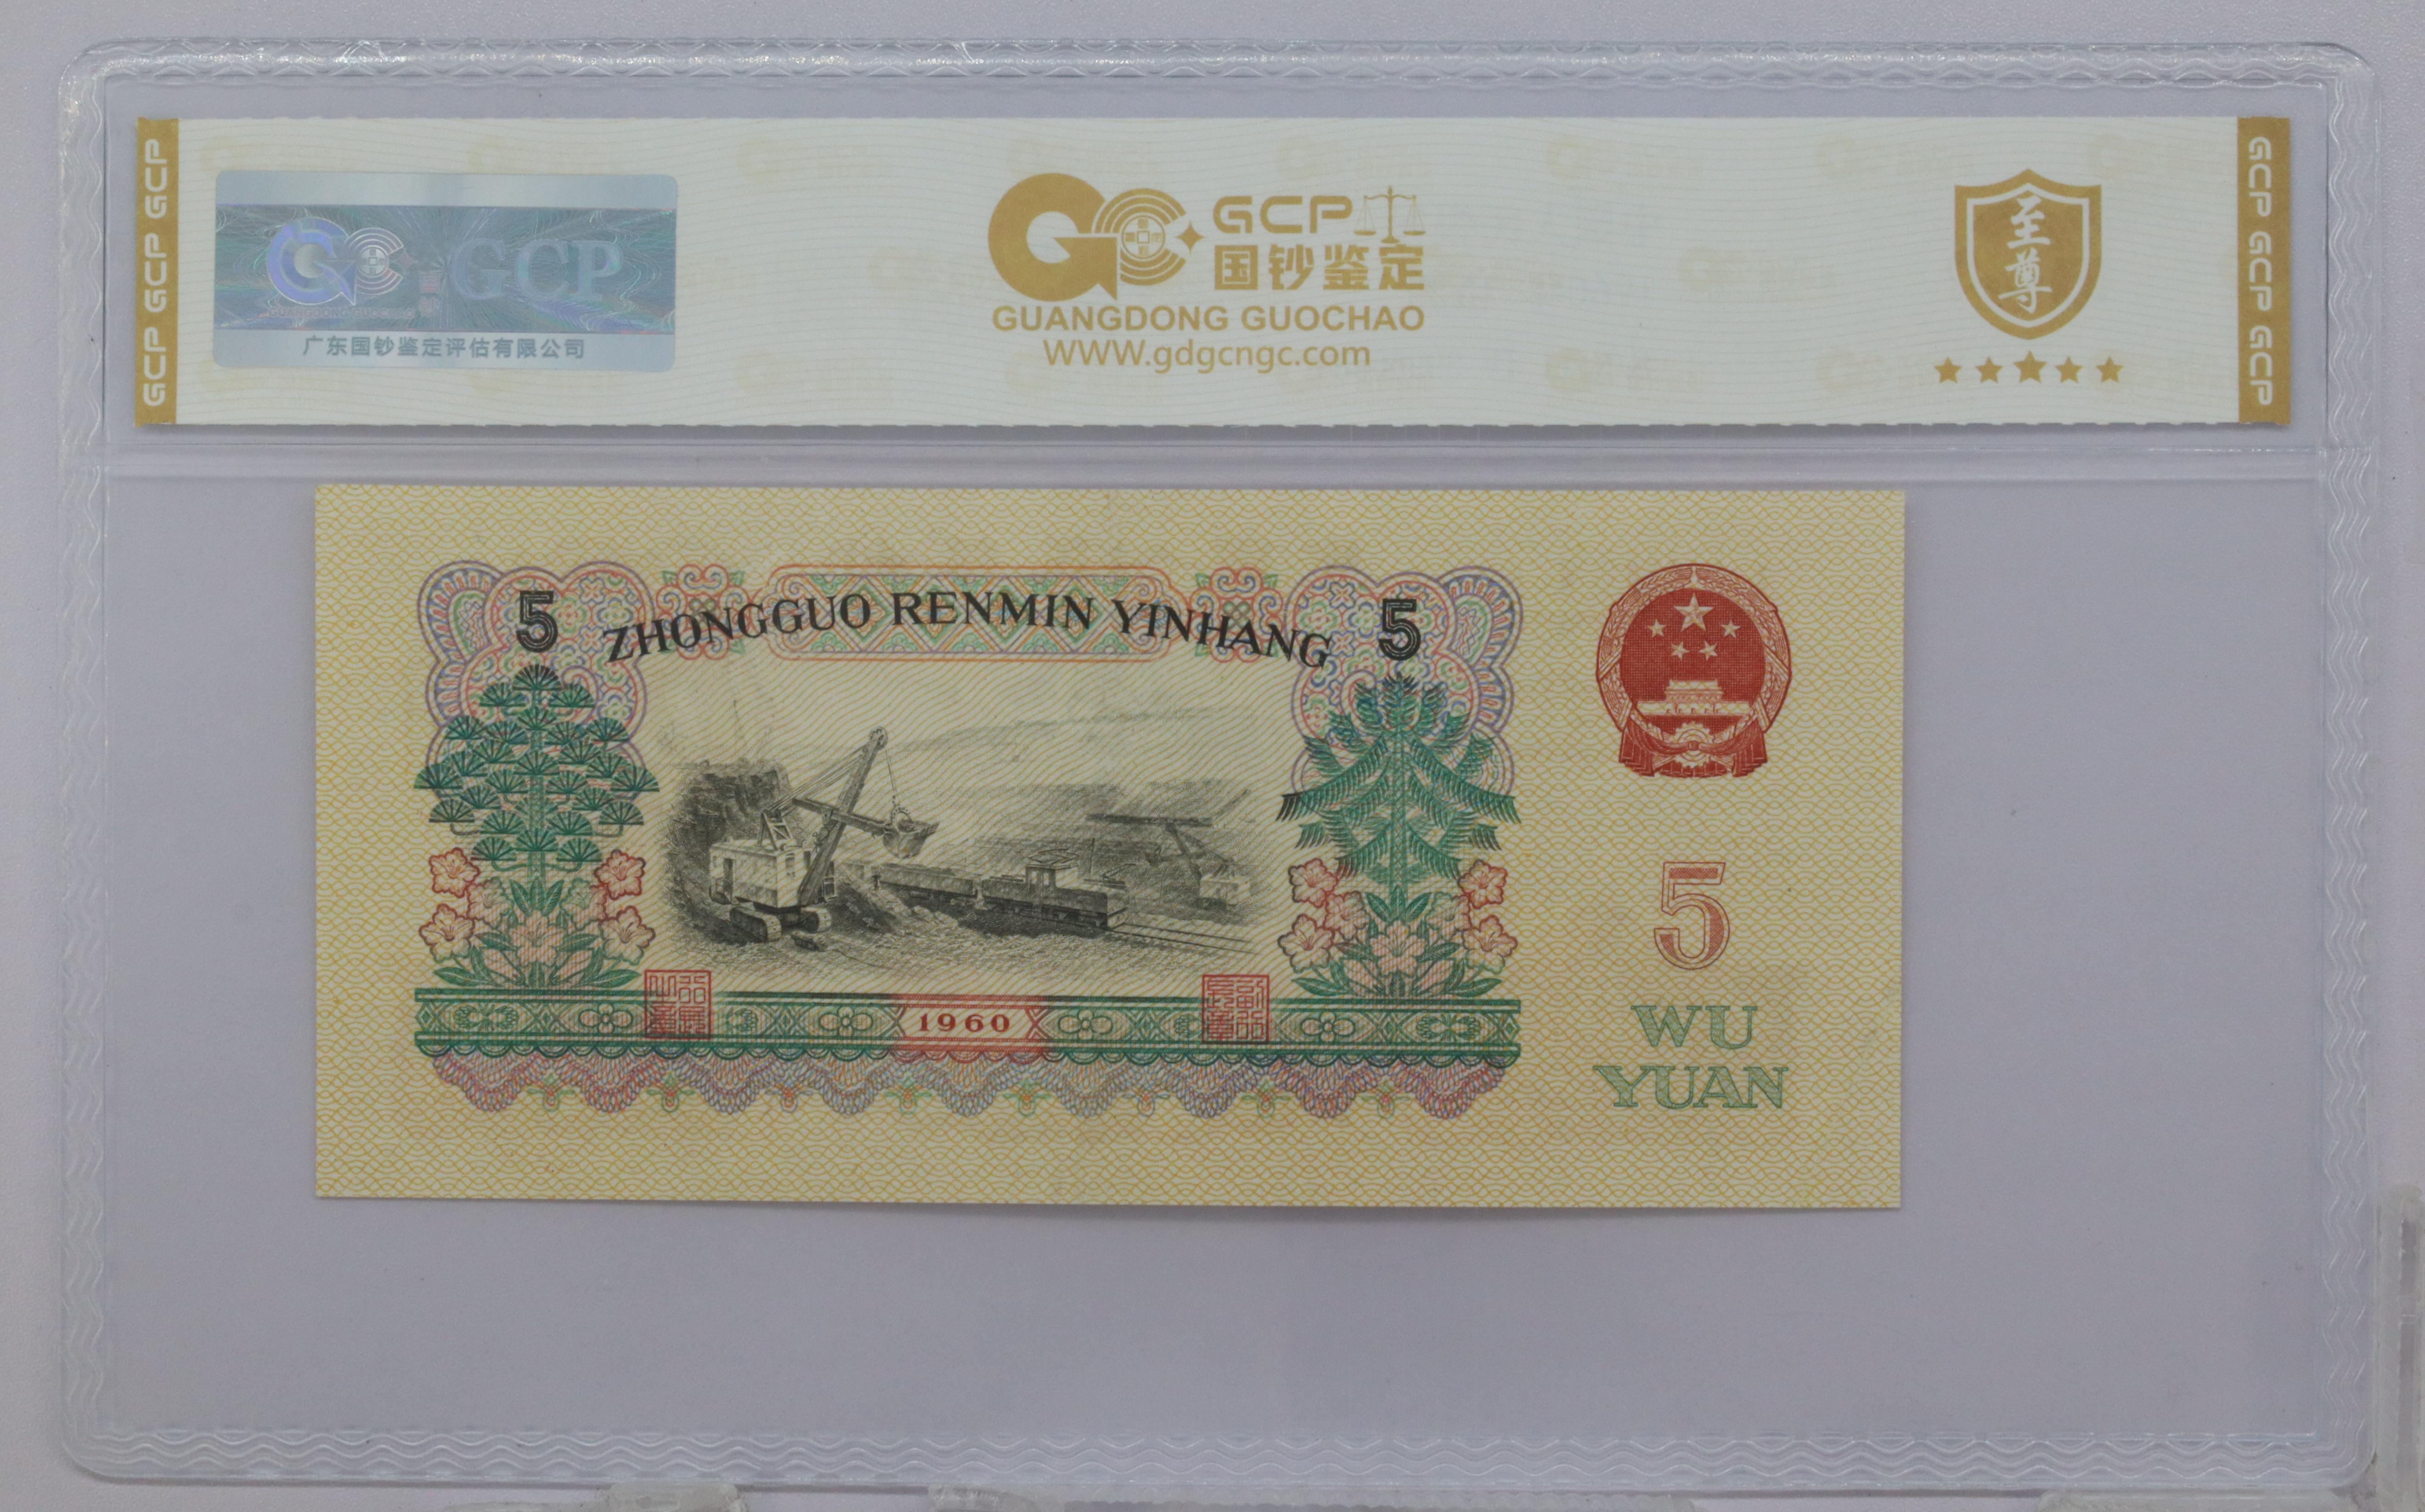 GCP GCP GCP
GCP
GUANGDONG GUOCHAO
广东国钞鉴定评估有限公司
GCP
国钞鉴定
GUANGDONG GUOCHAO
WWW.gdgcngc.com
至尊
GCP GCP GCP
5
ZHONGGUO RENMIN YINHANG
5
5
WU
YUAN
1960